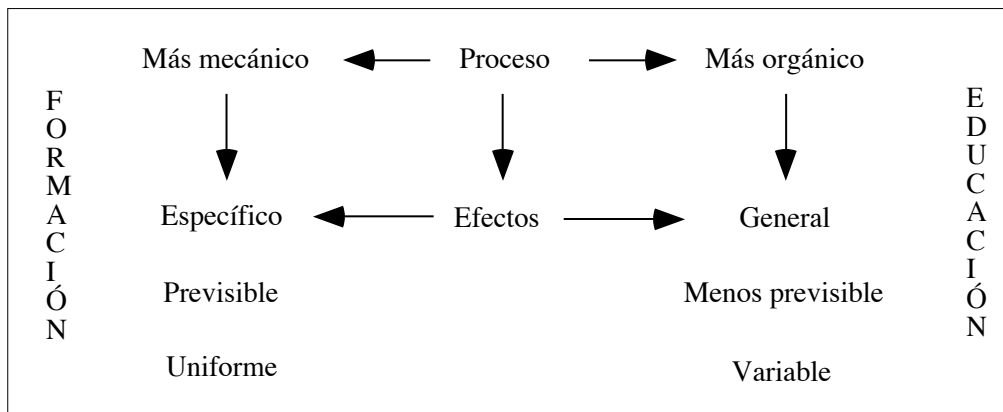 Más mecánico Proceso Más orgánico
FORMACIÓN
EDUCACIÓN
Específico Efectos General
Previsible Menos previsible
Uniforme Variable